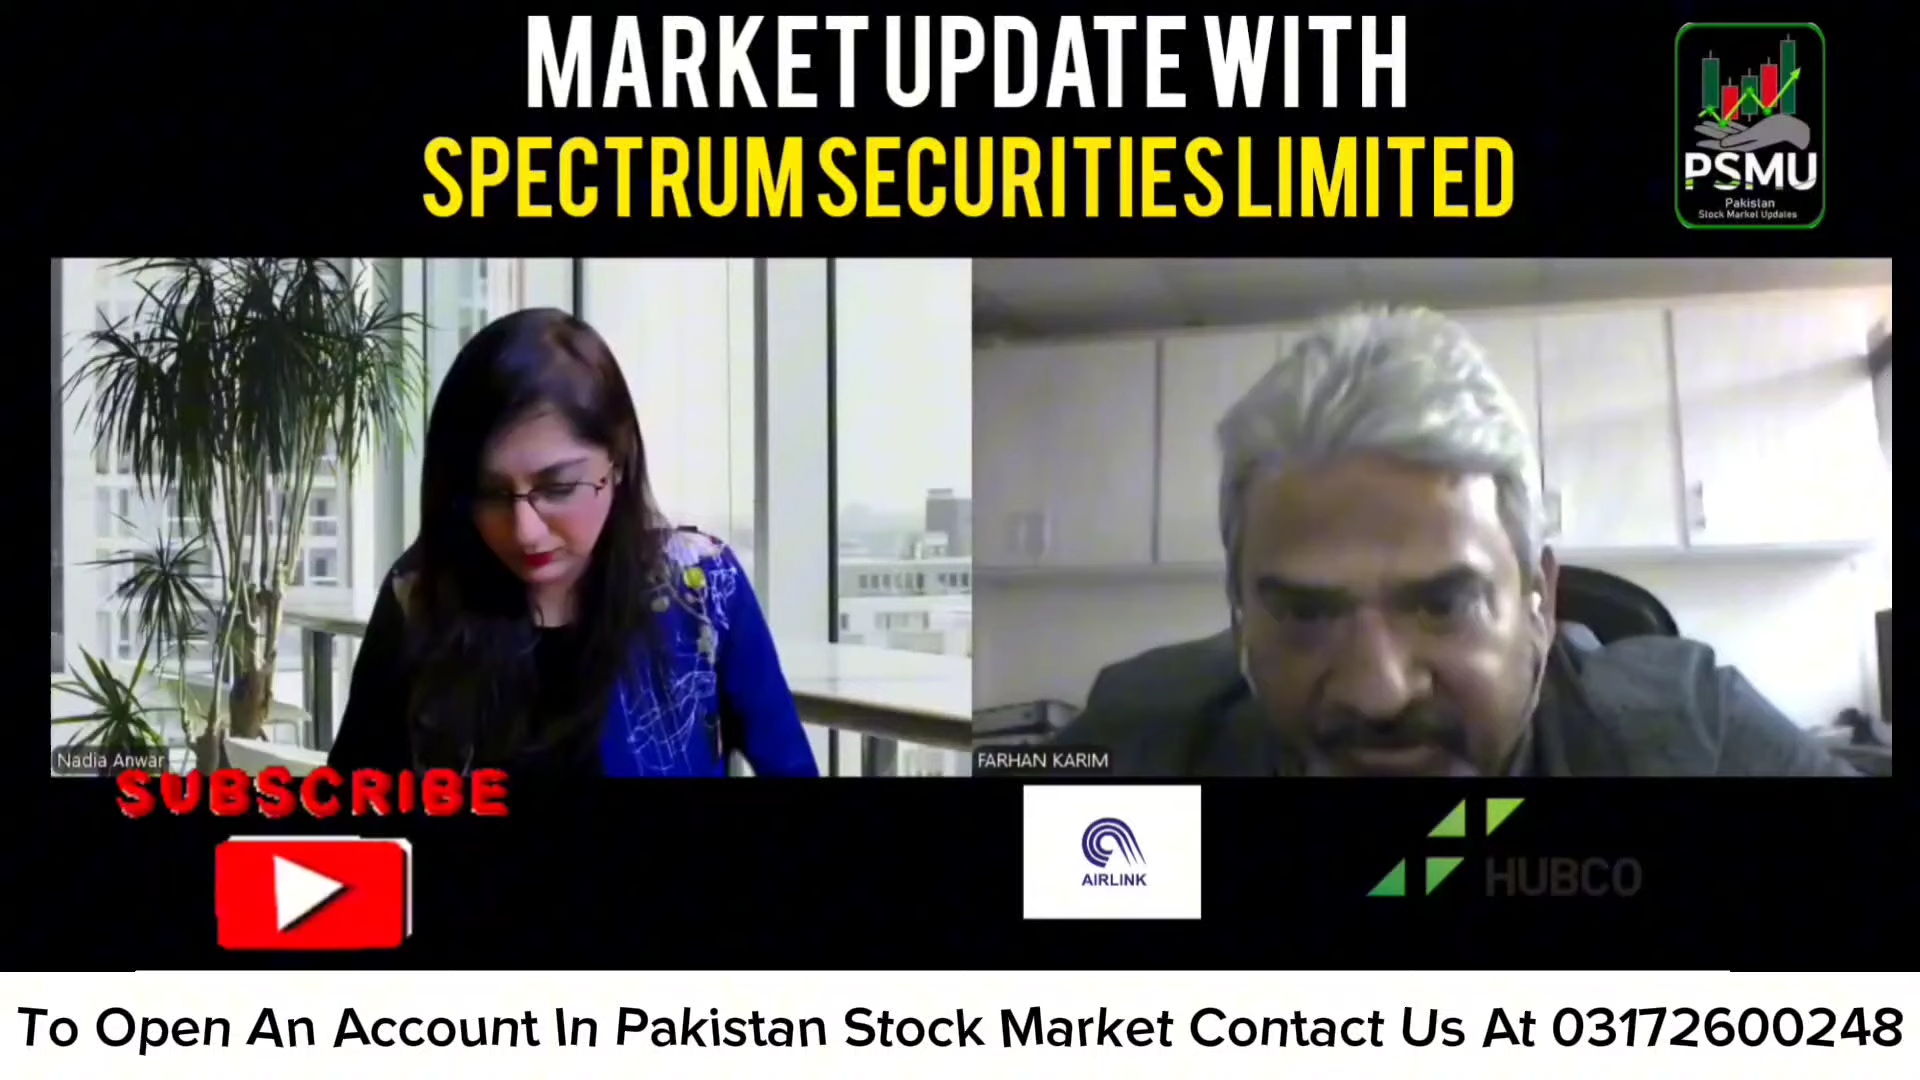 MARKET UPDATE WITH
SPECTRUM SECURITIES LIMITED
PSMU
Pakistan
Stock Market Updates
Nadia Anwar
FARHAN KARIM
SUBSCRIBE
AIRLINK
HUBCO
To Open An Account In Pakistan Stock Market Contact Us At 03172600248